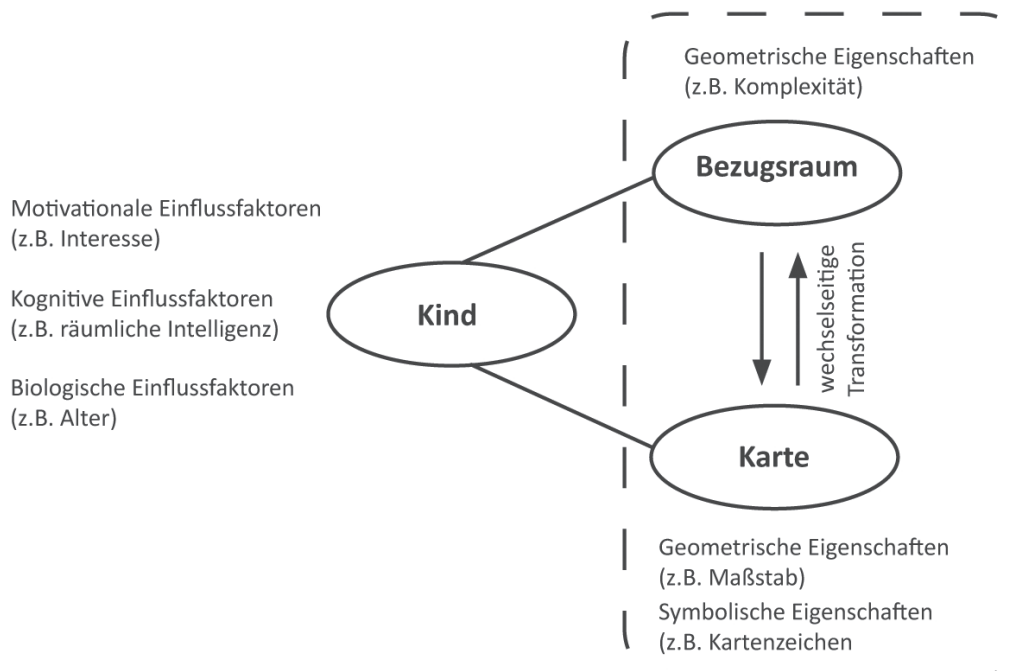 Geometrische Eigenschaften
(z.B. Komplexität)
Bezugsraum
Motivationale Einflussfaktoren
(z.B. Interesse)
Kognitive Einflussfaktoren
(z.B. räumliche Intelligenz)
Biologische Einflussfaktoren
(z.B. Alter)
Kind
wechselseitige
Transformation
Karte
Geometrische Eigenschaften
(z.B. Maßstab)
Symbolische Eigenschaften
(z.B. Kartenzeichen